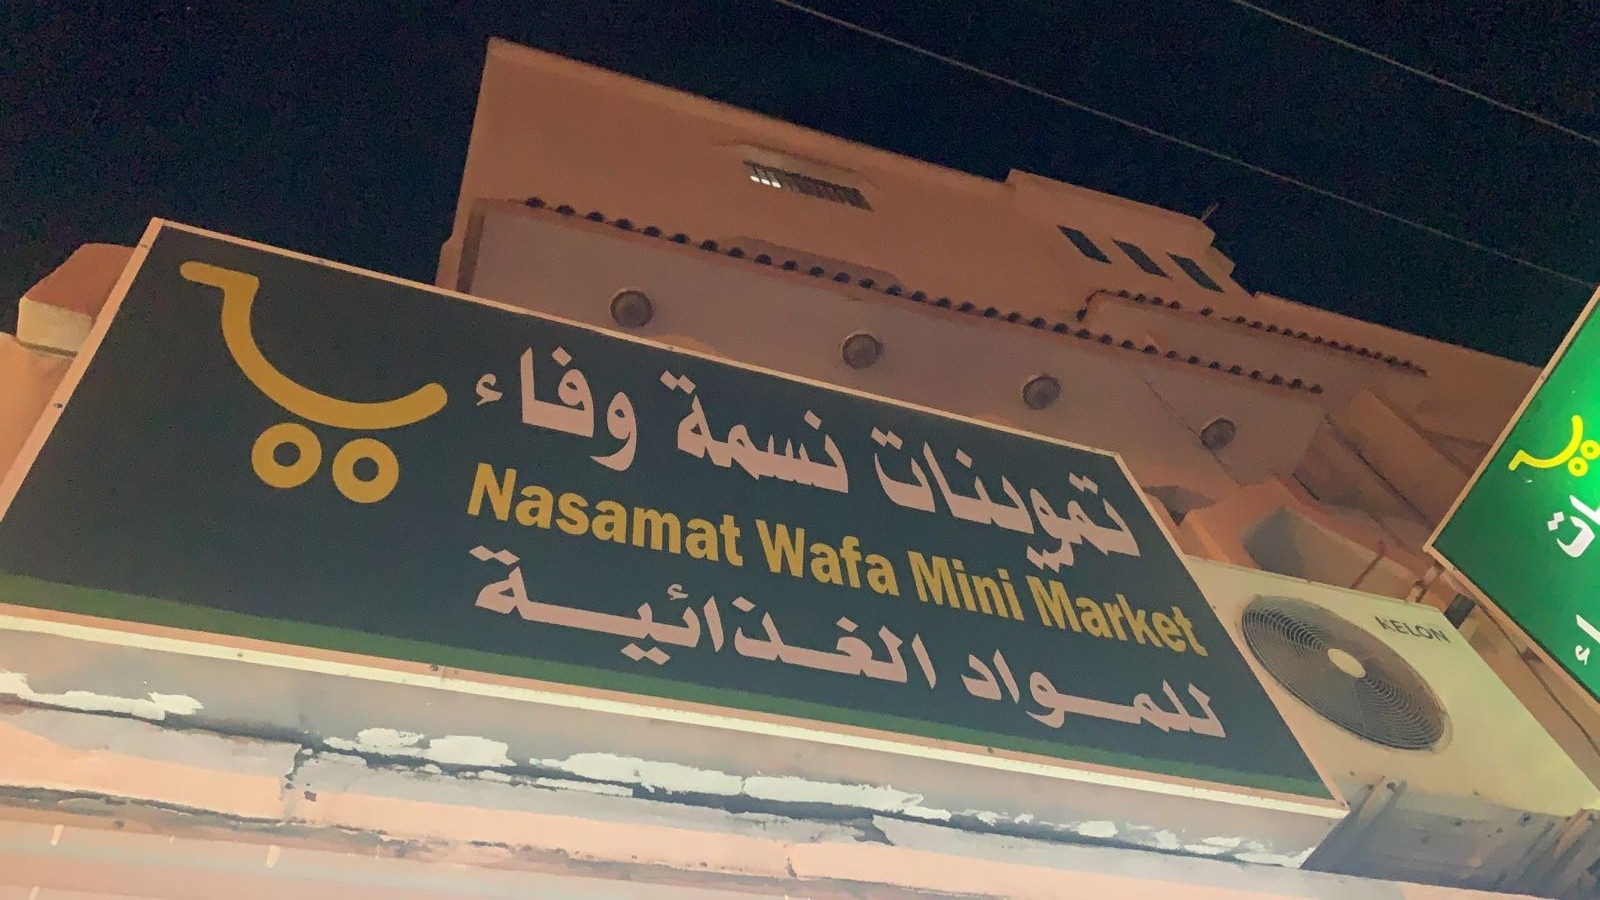 تموينات نسمة وفاء
Nasamat Wafa Mini Market
للمواد الغذائية
KELON